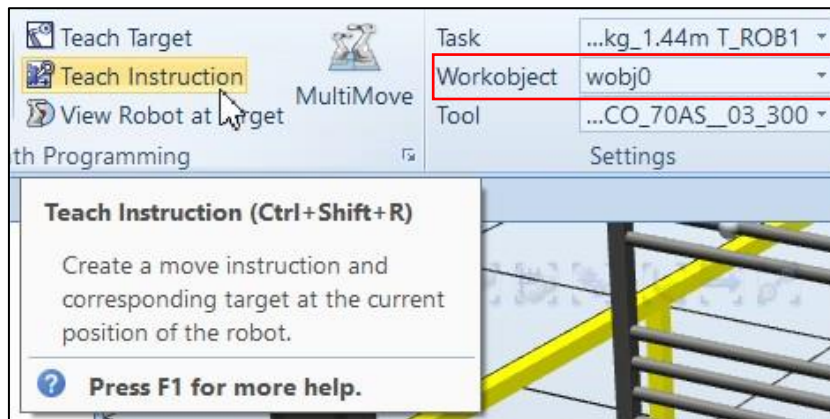 Teach Target
Teach Instruction
View Robot at Target
MultiMove
Task
...kg_1.44m T_ROB1
Workobject
wobj0
Tool
...CO_70AS__03_300
th Programming
Settings
Teach Instruction (Ctrl+Shift+R)
Create a move instruction and
corresponding target at the current
position of the robot.
Press F1 for more help.